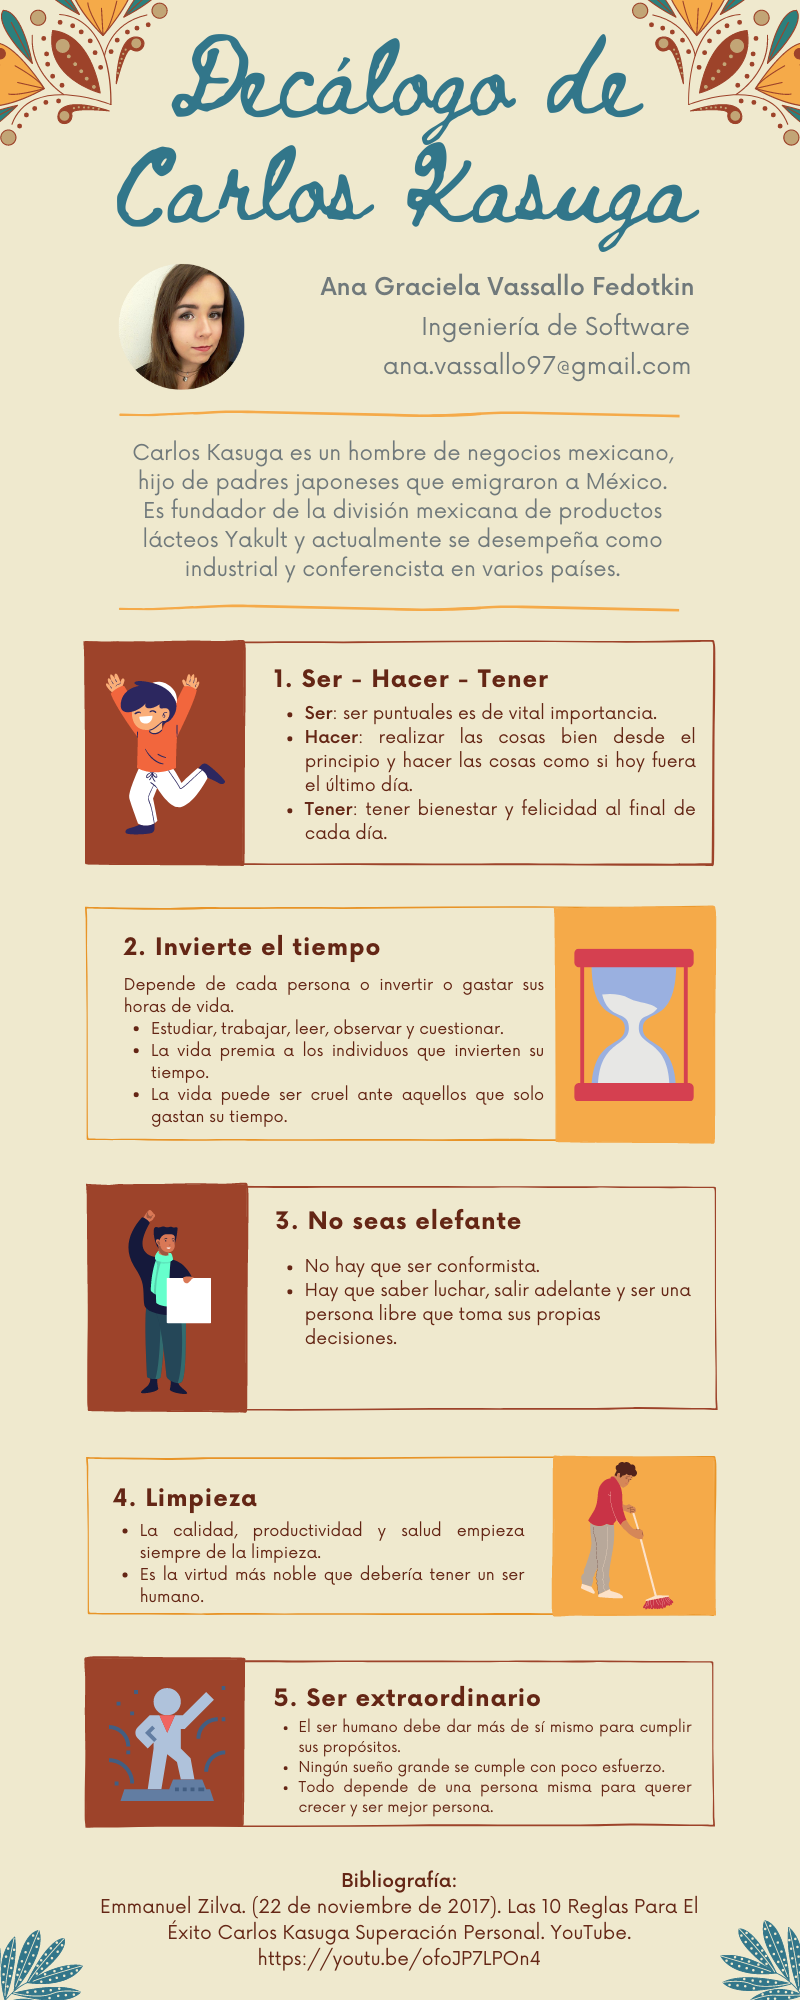 Decálogo de
Carlos Kasuga
Ana Graciela Vassallo Fedotkin
Ingeniería de Software
ana.vassallo97@gmail.com
Carlos Kasuga es un hombre de negocios mexicano,
hijo de padres japoneses que emigraron a México.
Es fundador de la división mexicana de productos
lácteos Yakult y actualmente se desempeña como
industrial y conferencista en varios países.
1. Ser - Hacer - Tener
• Ser: ser puntuales es de vital importancia.
• Hacer: realizar las cosas bien desde el
principio y hacer las cosas como si hoy fuera
el último día.
• Tener: tener bienestar y felicidad al final de
cada día.
2. Invierte el tiempo
Depende de cada persona o invertir o gastar sus
horas de vida.
• Estudiar, trabajar, leer, observar y cuestionar.
• La vida premia a los individuos que invierten su
tiempo.
• La vida puede ser cruel ante aquellos que solo
gastan su tiempo.
3. No seas elefante
• No hay que ser conformista.
• Hay que saber luchar, salir adelante y ser una
persona libre que toma sus propias
decisiones.
4. Limpieza
• La calidad, productividad y salud empieza
siempre de la limpieza.
• Es la virtud más noble que debería tener un ser
humano.
5. Ser extraordinario
• El ser humano debe dar más de sí mismo para cumplir
sus propósitos.
• Ningún sueño grande se cumple con poco esfuerzo.
• Todo depende de una persona misma para querer
crecer y ser mejor persona.
Bibliografía:
Emmanuel Zilva. (22 de noviembre de 2017). Las 10 Reglas Para El
Éxito Carlos Kasuga Superación Personal. YouTube.
https://youtu.be/ofoJP7LPOn4